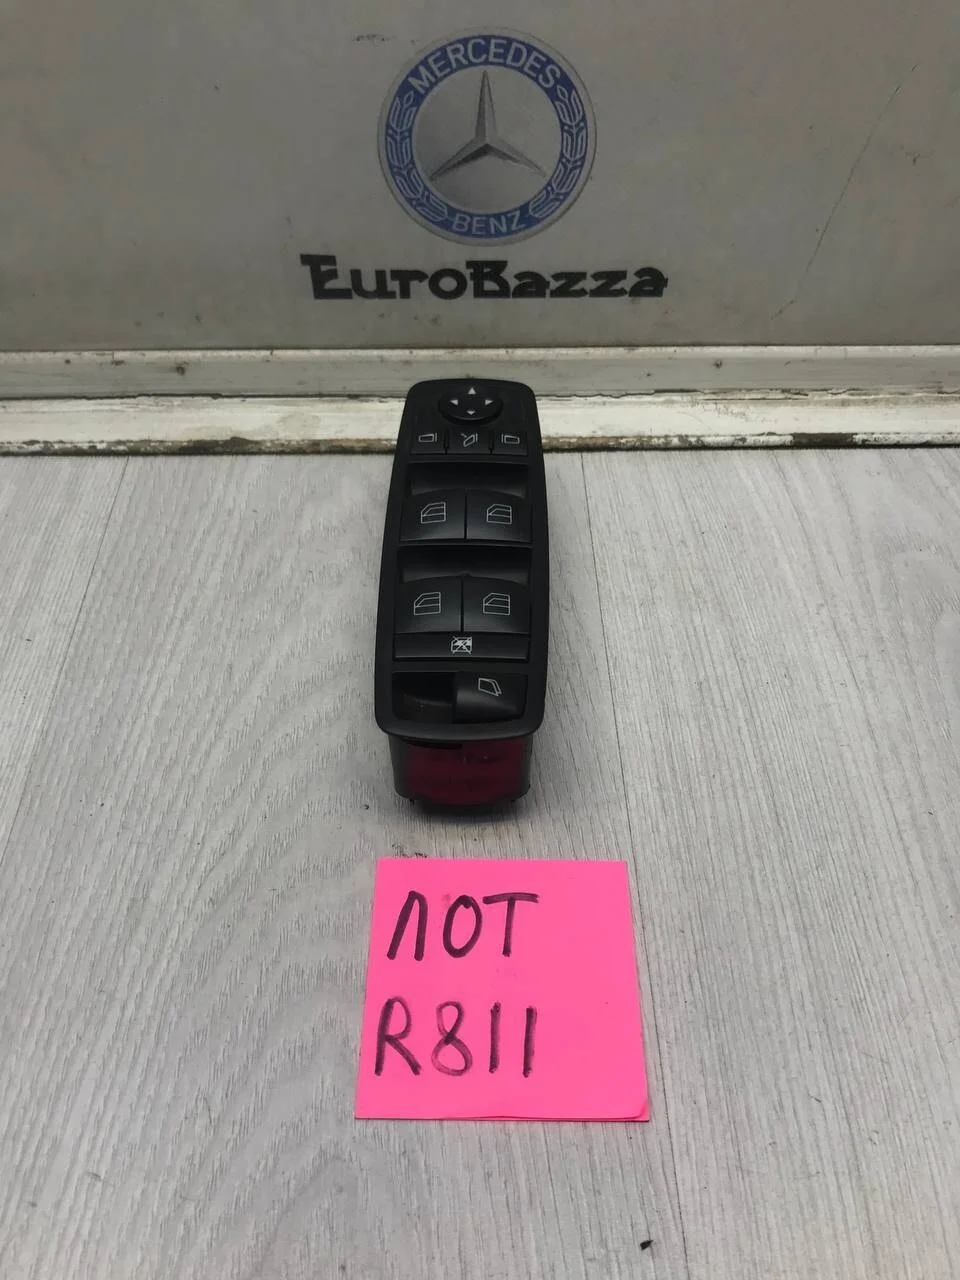 MERCEDES
BENZ
EuroBazza
ЛОТ
R811